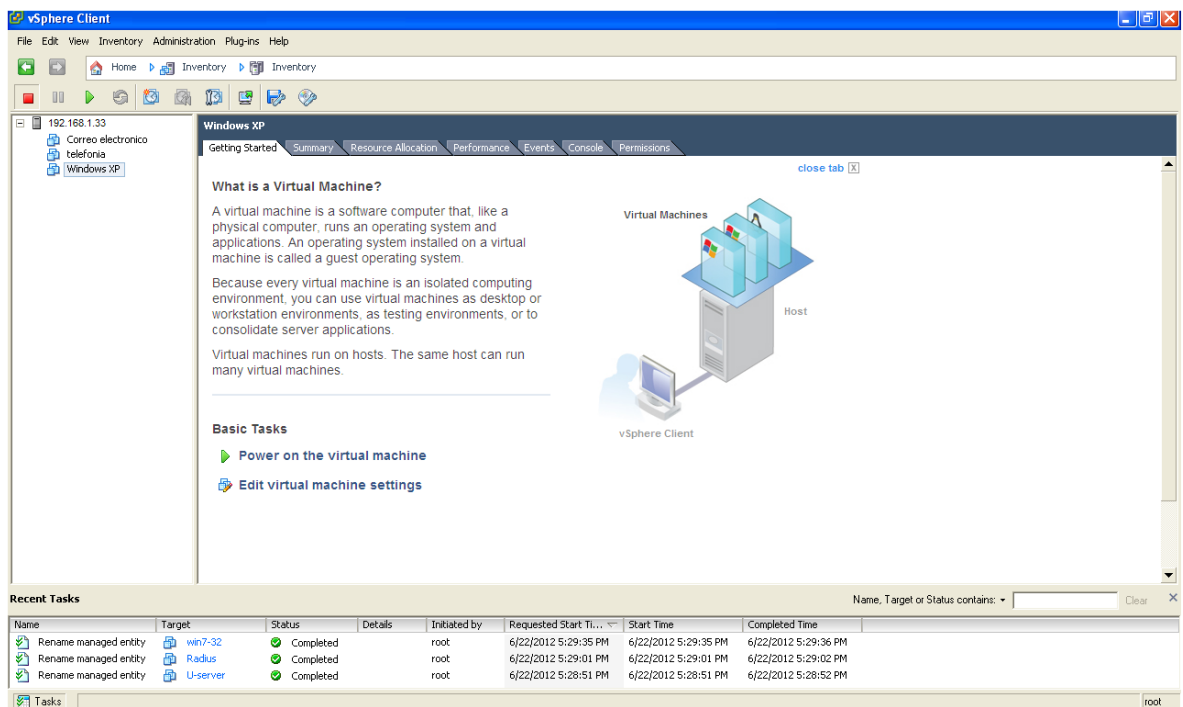 vSphere Client
File Edit View Inventory Administration Plug-ins Help
Home Inventory Inventory
192.168.1.33
Correo electronico
telefonia
Windows XP
Windows XP
Getting Started Summary Resource Allocation Performance Events Console Permissions
close tab X
What is a Virtual Machine?
A virtual machine is a software computer that, like a
physical computer, runs an operating system and
applications. An operating system installed on a virtual
machine is called a guest operating system.
Because every virtual machine is an isolated computing
environment, you can use virtual machines as desktop or
workstation environments, as testing environments, or to
consolidate server applications.
Virtual machines run on hosts. The same host can run
many virtual machines.
Virtual Machines
Host
vSphere Client
Basic Tasks
Power on the virtual machine
Edit virtual machine settings
Recent Tasks
Name, Target or Status contains:
Clear
Name Target Status Details Initiated by Requested Start Ti... Start Time Completed Time
Rename managed entity win7-32 Completed root 6/22/2012 5:29:35 PM 6/22/2012 5:29:35 PM 6/22/2012 5:29:36 PM
Rename managed entity Radius Completed root 6/22/2012 5:29:01 PM 6/22/2012 5:29:01 PM 6/22/2012 5:29:02 PM
Rename managed entity U-server Completed root 6/22/2012 5:28:51 PM 6/22/2012 5:28:51 PM 6/22/2012 5:28:52 PM
Tasks
root